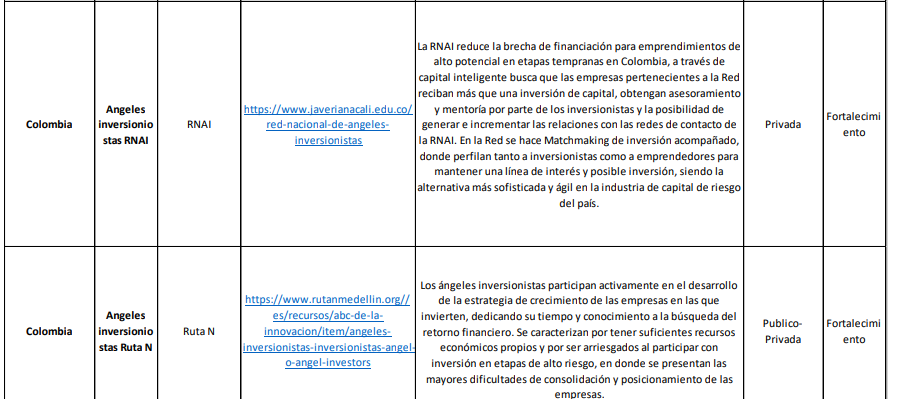 Colombia
Angeles
inversionio
stas RNAI
RNAI
https://www.javerianacali.edu.co/
red-nacional-de-angeles-
inversionistas
La RNAI reduce la brecha de financiación para emprendimientos de
alto potencial en etapas tempranas en Colombia, a través de
capital inteligente busca que las empresas pertenecientes a la Red
reciban más que una inversión de capital, obtengan asesoramiento
y mentoría por parte de los inversionistas y la posibilidad de
generar e incrementar las relaciones con las redes de contacto de
la RNAI. En la Red se hace Matchmaking de inversión acompañado,
donde perfilan tanto a inversionistas como a emprendedores para
mantener una línea de interés y posible inversión, siendo la
alternativa más sofisticada y ágil en la industria de capital de riesgo
del país.
Privada
Fortalecimi
ento
Colombia
Angeles
inversionio
stas Ruta N
Ruta N
https://www.rutanmedellin.org//
es/recursos/abc-de-la-
innovacion/item/angeles-
inversionistas-inversionistas-angel-
o-angel-investors
Los ángeles inversionistas participan activamente en el desarrollo
de la estrategia de crecimiento de las empresas en las que
invierten, dedicando su tiempo y conocimiento a la búsqueda del
retorno financiero. Se caracterizan por tener suficientes recursos
económicos propios y por ser arriesgados al participar con
inversión en etapas de alto riesgo, en donde se presentan las
mayores dificultades de consolidación y posicionamiento de las
empresas.
Publico-
Privada
Fortalecimi
ento